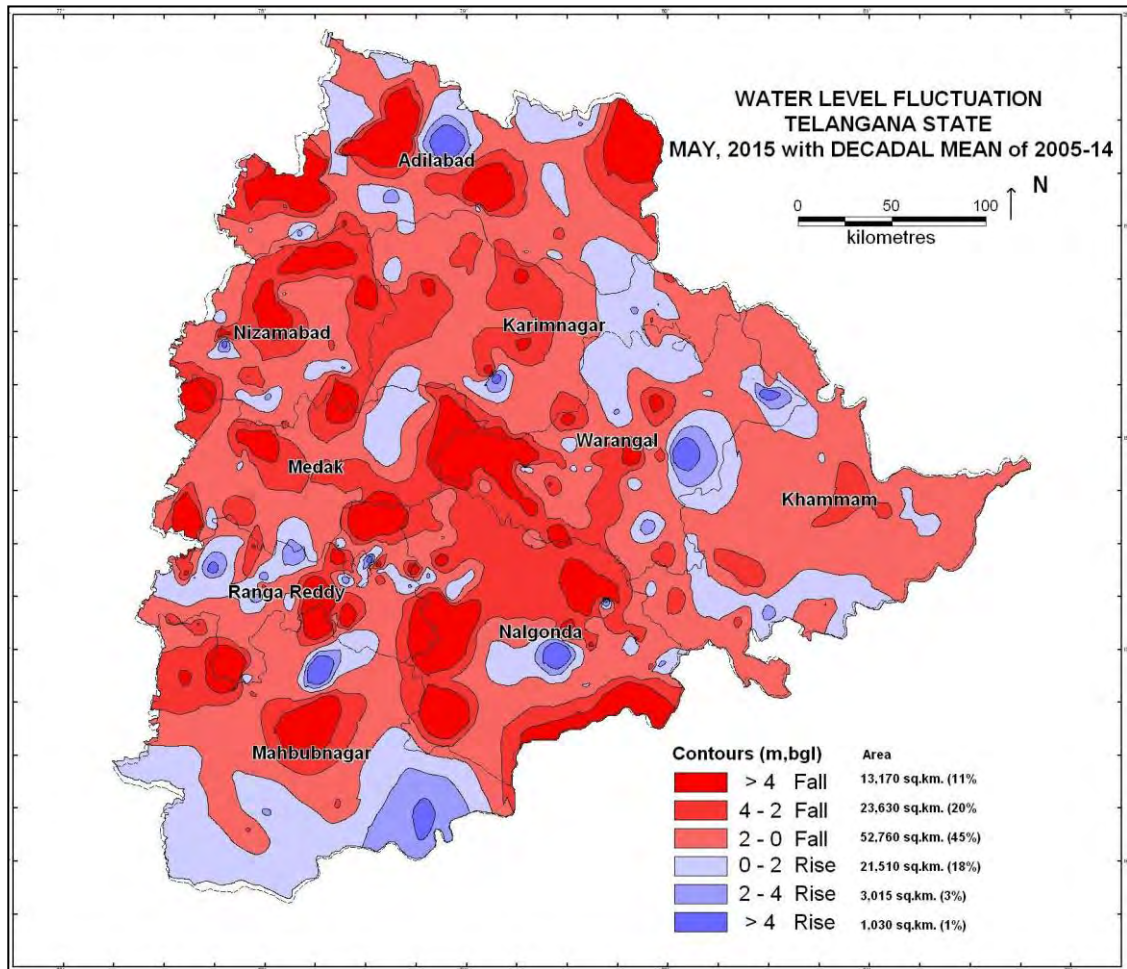 WATER LEVEL FLUCTUATION
TELANGANA STATE
MAY, 2015 with DECADAL MEAN of 2005-14
N
0 50 100
kilometres
Adilabad
Nizamabad
Karimnagar
Warangal
Medak
Khammam
Ranga Reddy
Nalgonda
Mahbubnagar
Contours (m,bgl) Area
> 4 Fall 13,170 sq.km. (11%
4 - 2 Fall 23,630 sq.km. (20%
2 - 0 Fall 52,760 sq.km. (45%)
0 - 2 Rise 21,510 sq.km. (18%)
2 - 4 Rise 3,015 sq.km. (3%)
> 4 Rise 1,030 sq.km. (1%)